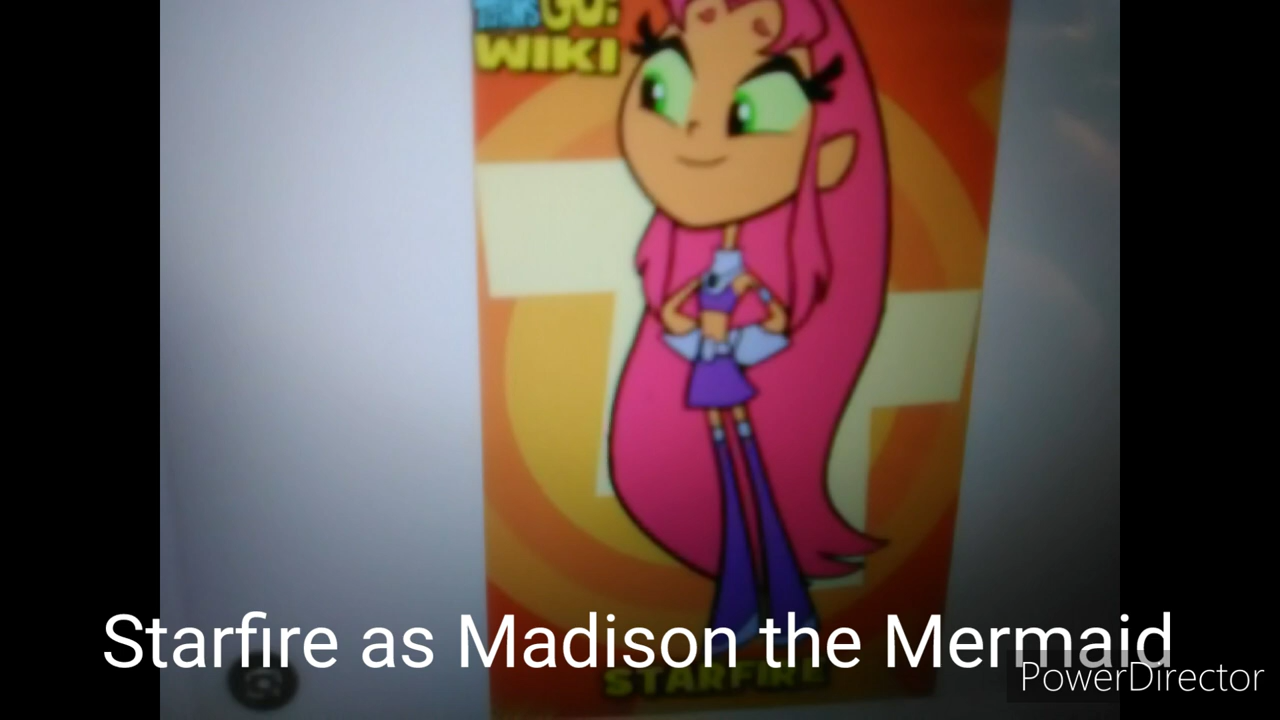 GO!
WIKI
Starfire as Madison the Mermaid
STARFIRE
PowerDirector